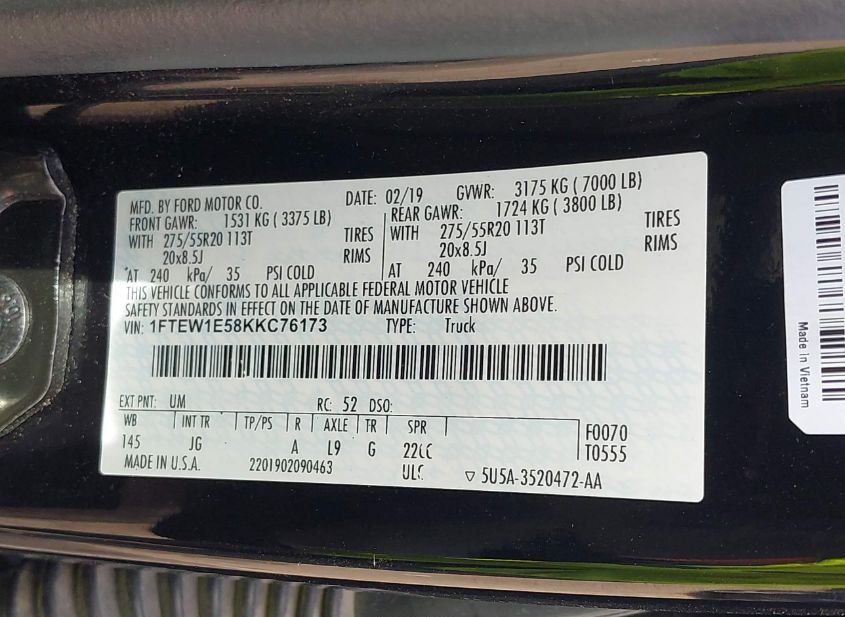 MFD. BY FORD MOTOR CO. DATE: 02/19 GVWR: 3175 KG ( 7000 LB)
FRONT GAWR: 1531 KG ( 3375 LB) REAR GAWR: 1724 KG ( 3800 LB)
WITH 275/55R20 113T TIRES WITH 275/55R20 113T TIRES
20x8.5J RIMS 20x8.5J RIMS
AT 240 kPa/ 35 PSI COLD AT 240 kPa/ 35 PSI COLD
THIS VEHICLE CONFORMS TO ALL APPLICABLE FEDERAL MOTOR VEHICLE
SAFETY STANDARDS IN EFFECT ON THE DATE OF MANUFACTURE SHOWN ABOVE.
VIN: 1FTEW1E58KKC76173 TYPE: Truck
EXT PNT: UM RC: 52 DSO:
WB INT TR TP/PS R AXLE TR SPR F0070
145 JG A L9 G T0555
MADE IN U.S.A. 2201902090463 ▽ 5U5A-3520472-AA
Made in Vietnam